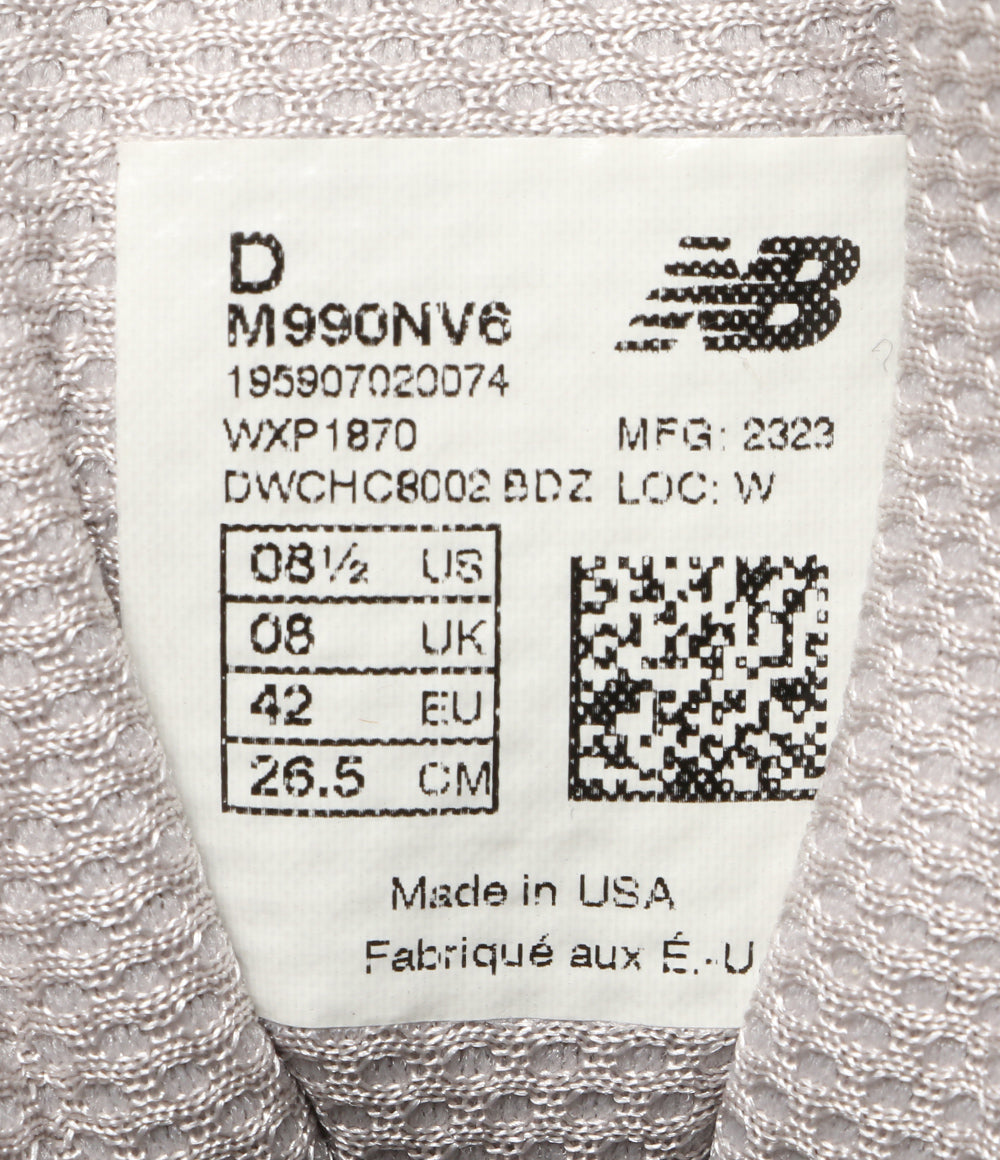 D
NB
M990NV6
195907020074
WXP1870
MFG: 2323
DWCHC8002 BDZ
LOC: W
08½ US
08 UK
42 EU
26.5 CM
Made in USA
Fabriqué aux É.-U.